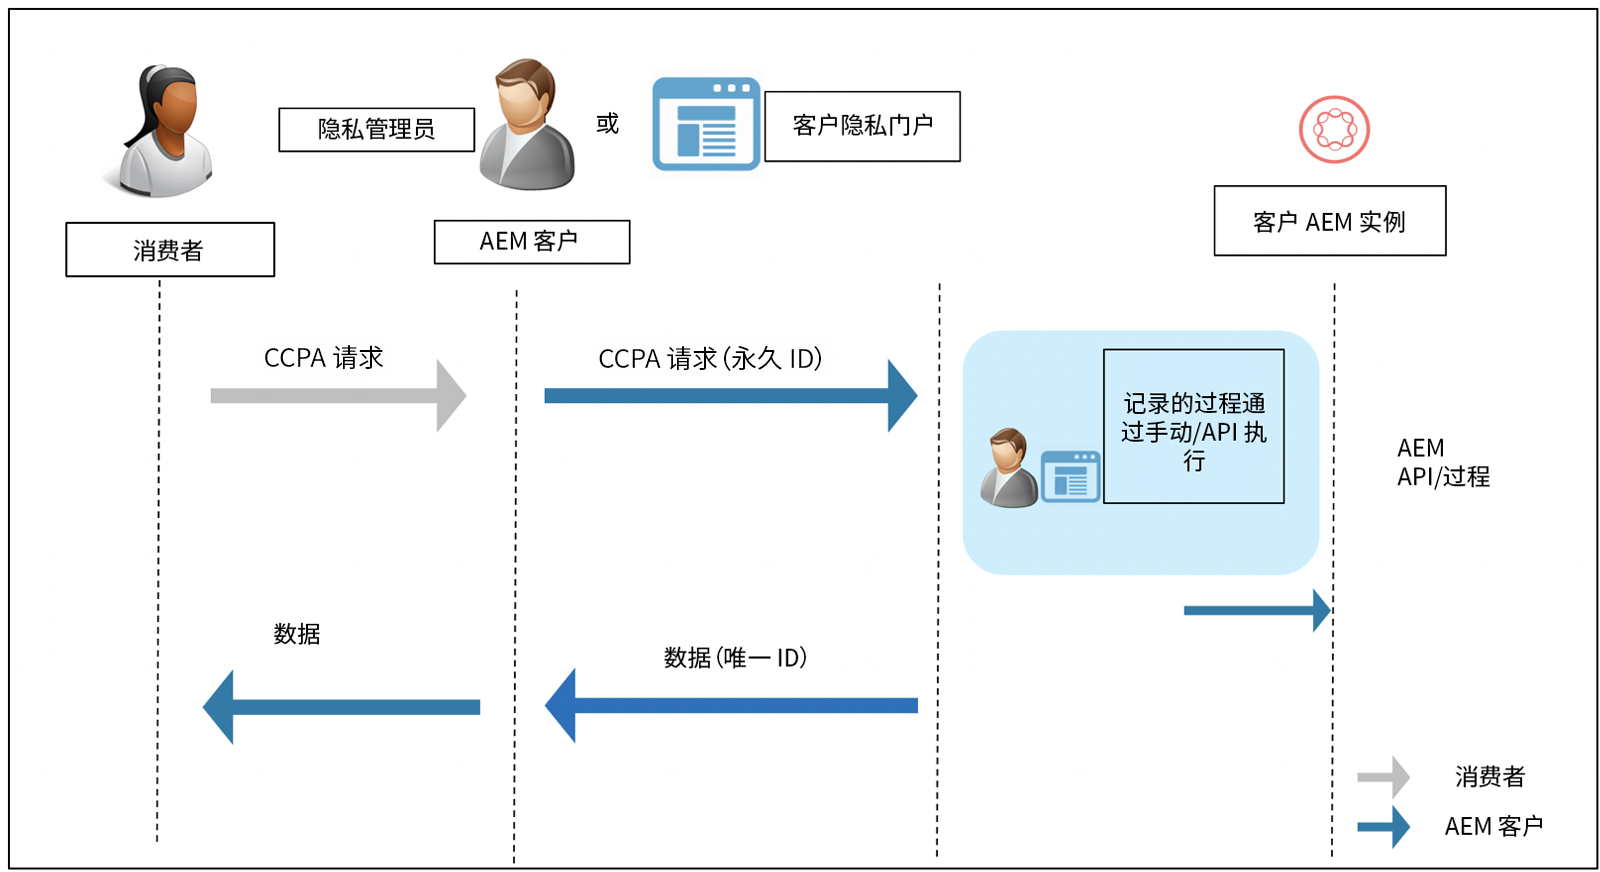 隐私管理员
或
客户隐私门户
消费者
AEM 客户
客户 AEM 实例
CCPA 请求
CCPA 请求（永久 ID）
记录的过程通
过手动/API 执
行
AEM
API/过程
数据
数据（唯一 ID）
消费者
AEM 客户